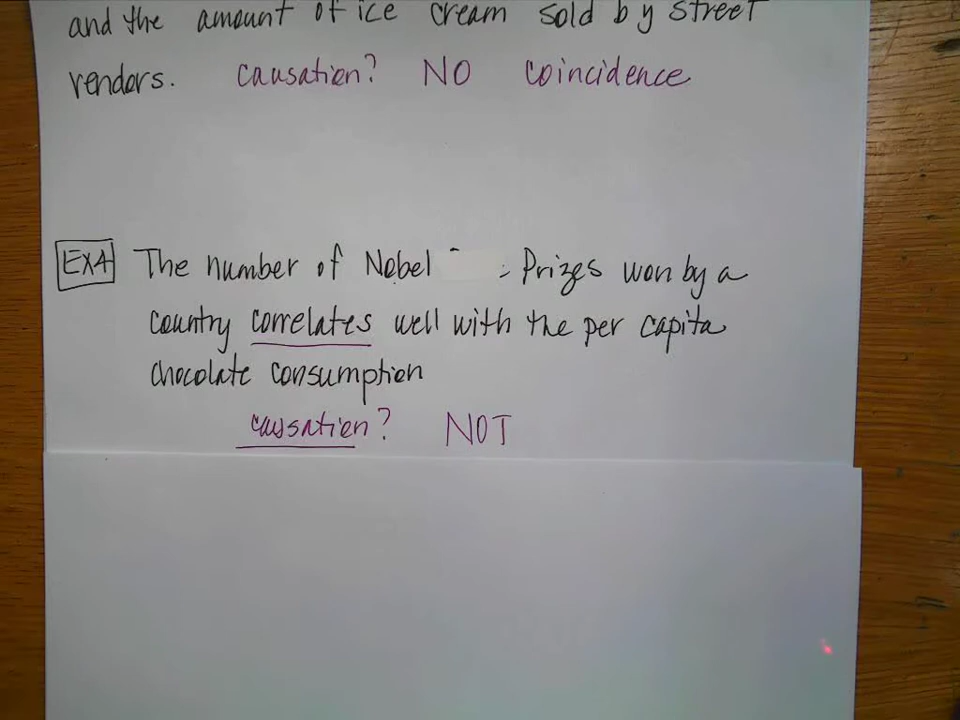 and the amount of ice cream sold by street
vendors. causation? NO coincidence
EX4 The number of Nobel Prizes won by a
country correlates well with the per capita
chocolate consumption
causation? NOT